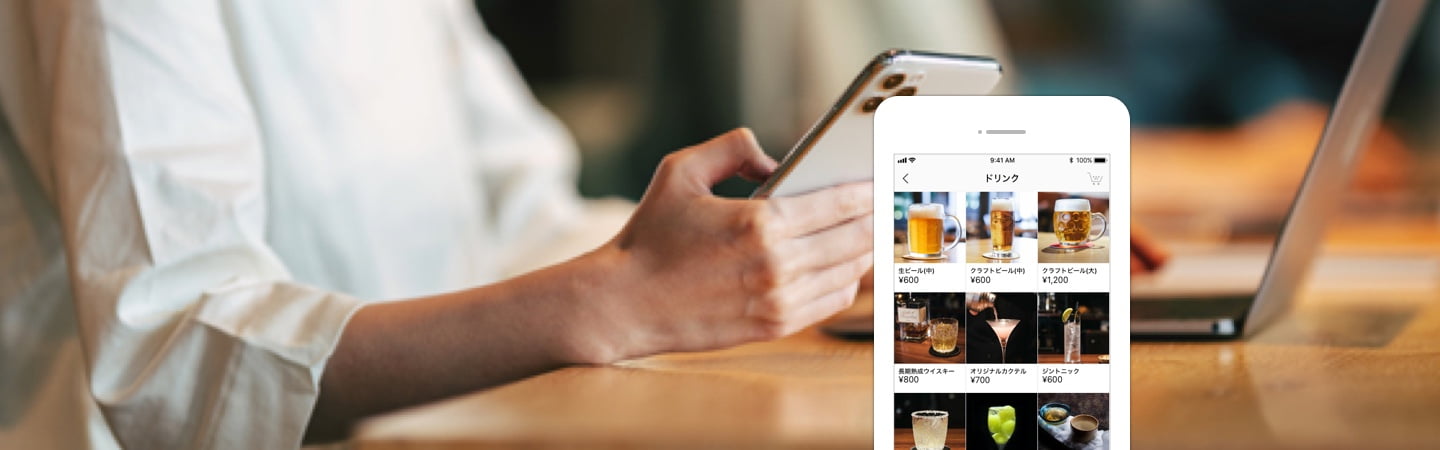 9:41 AM
100%
ドリンク
生ビール(中)
¥600
クラフトビール(中)
¥600
クラフトビール(大)
¥1,200
長期熟成ウイスキー
¥800
オリジナルカクテル
¥700
ジントニック
¥600